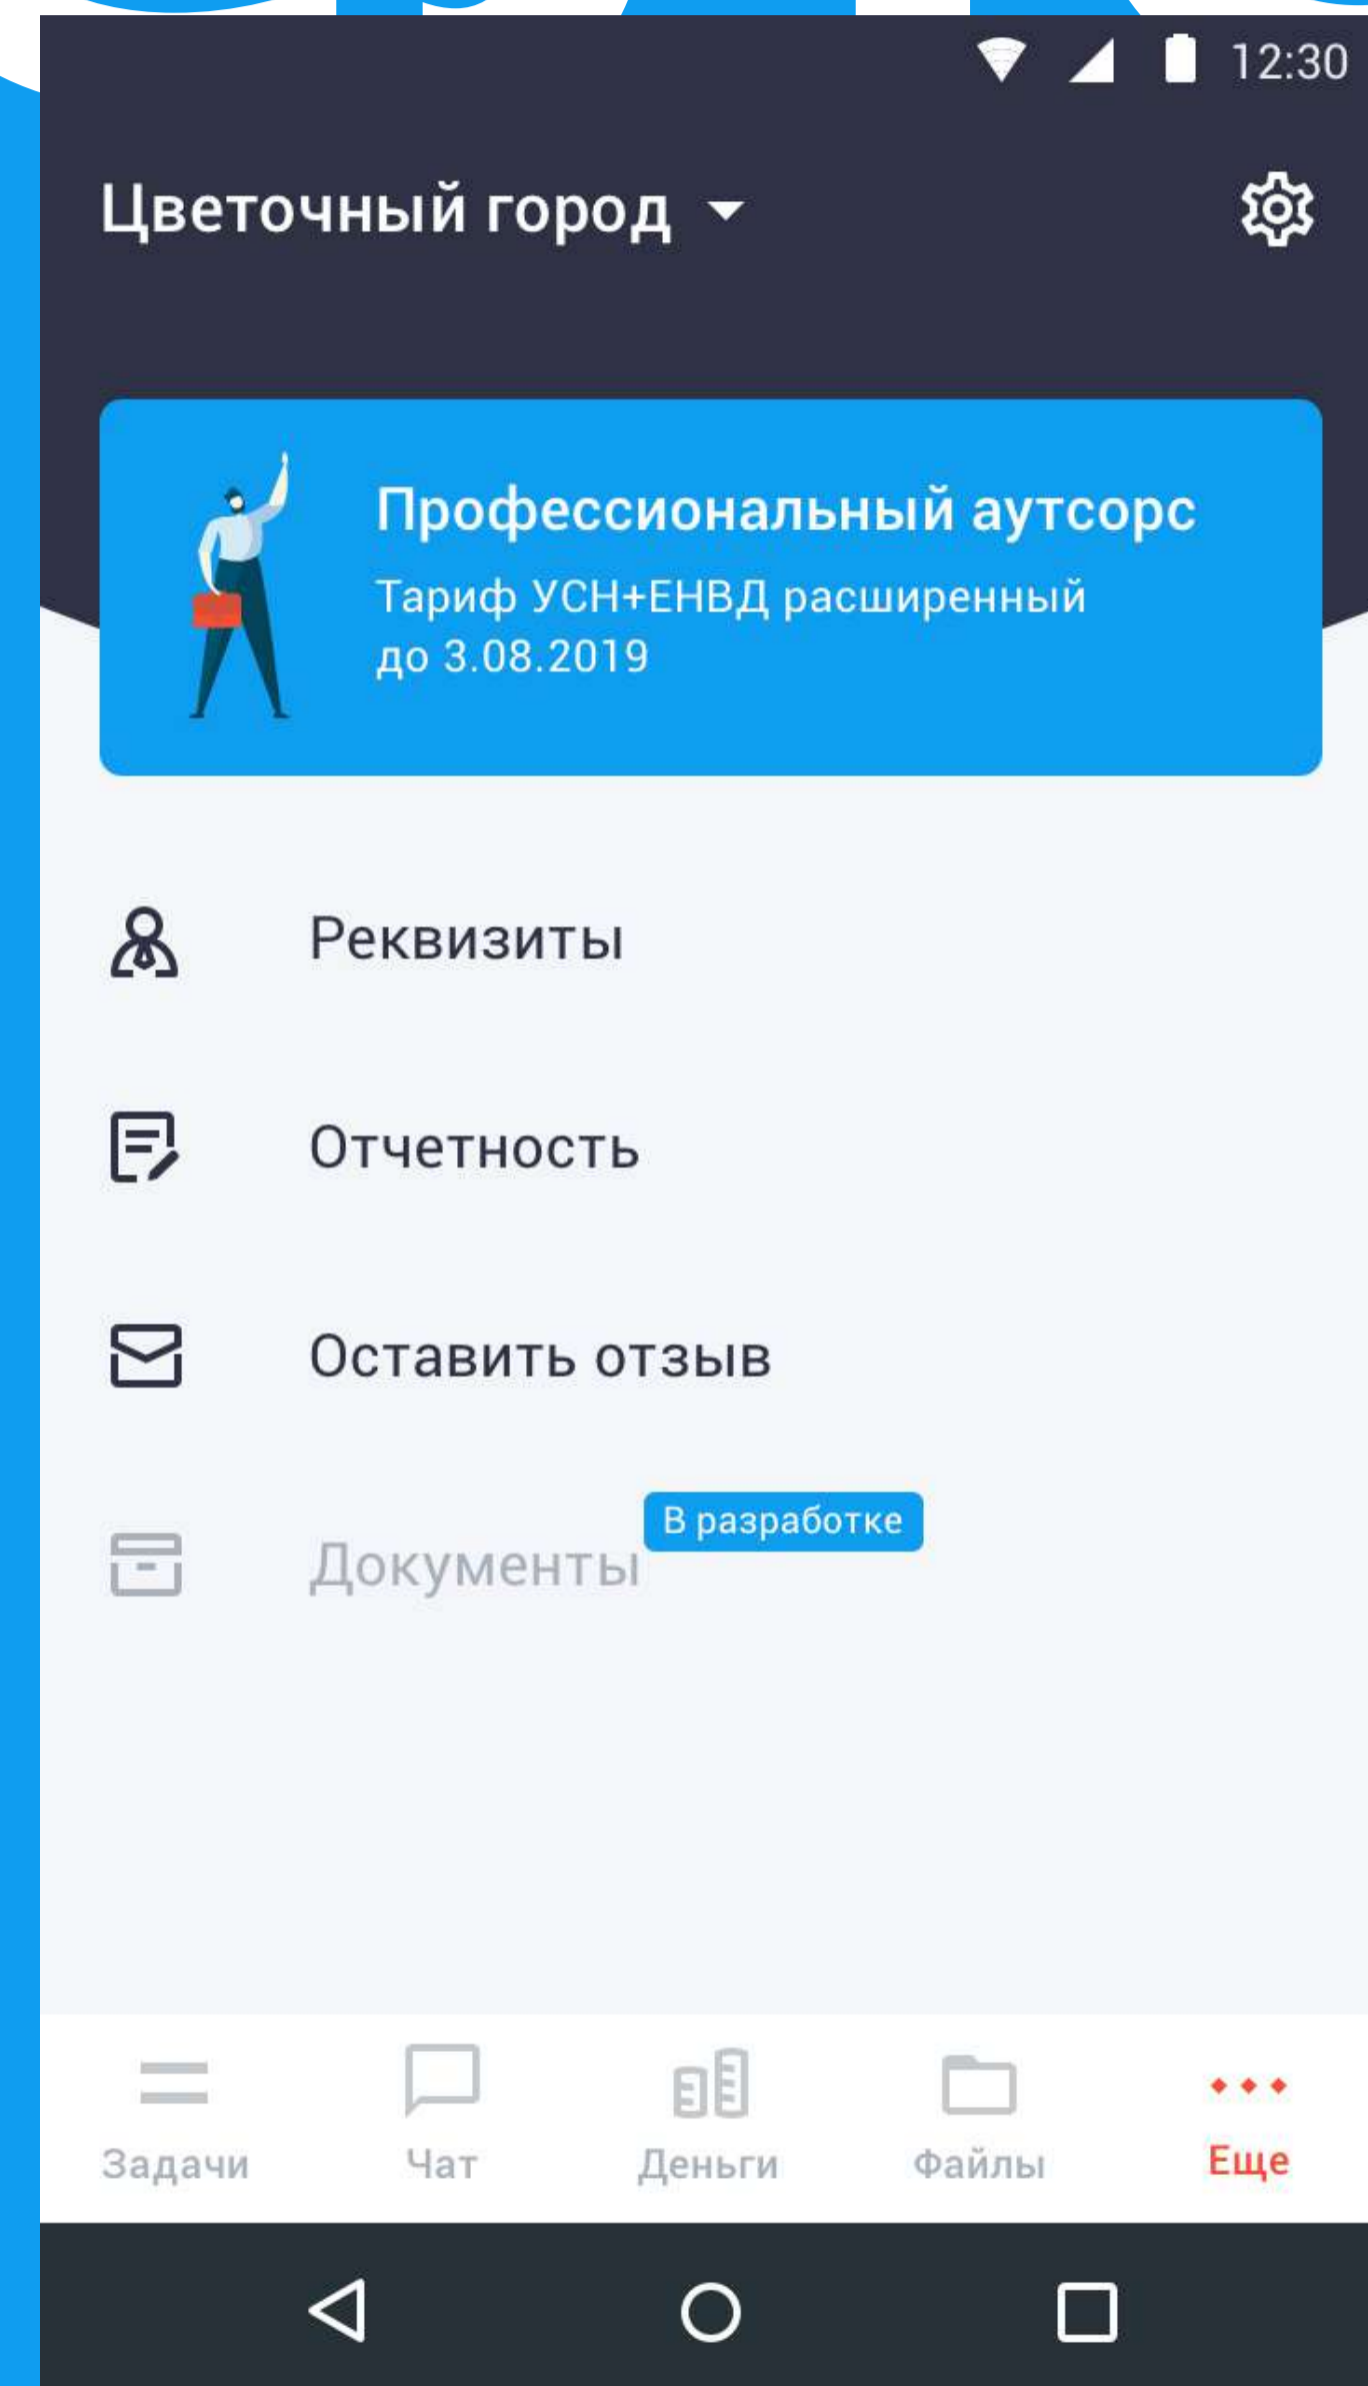 12:30
Цветочный город
Профессиональный аутсорс
Тариф УСН+ЕНВД расширенный
до 3.08.2019
Реквизиты
Отчетность
Оставить отзыв
В разработке
Документы
Задачи
Чат
Деньги
Файлы
Еще